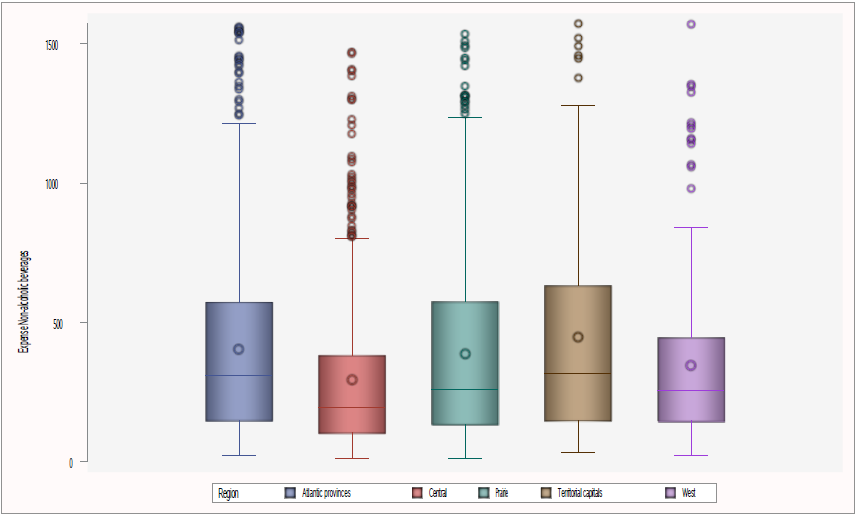 1500
1000
500
0
Expense Non-alcoholic beverages
Region Atlantic provinces Central Prairie Territorial capitals West